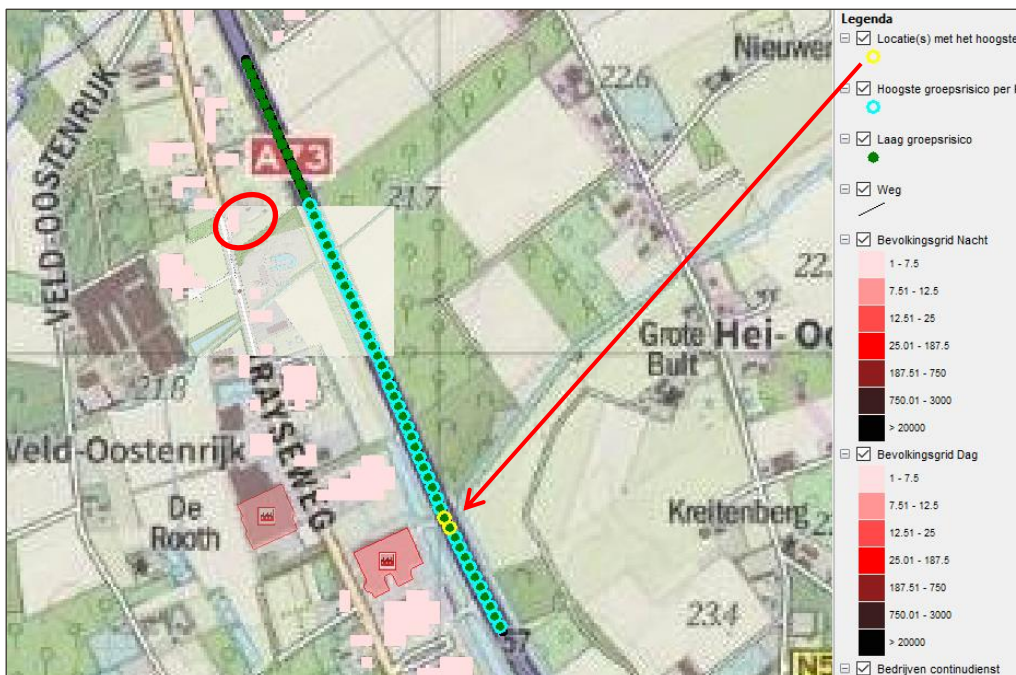 VELD-OOSTENRIJK
A 73
Nieuwer
22.6
21.7
22.
Grote
Bult
Hei- Oo
21.8
RAYSEWEG
Veld-Oostenrijk
De
Rooth
Kreitenberg
23.4
37
N5
Legenda
Locatie(s) met het hoogste
Hoogste groepsrisico per
Laag groepsrisico
Weg
Bevolkingsgrid Nacht
1 - 7.5
7.51 - 12.5
12.51 - 25
25.01 - 187.5
187.51 - 750
750.01 - 3000
> 20000
Bevolkingsgrid Dag
1 - 7.5
7.51 - 12.5
12.51 - 25
25.01 - 187.5
187.51 - 750
750.01 - 3000
> 20000
Bedrijven continudienst